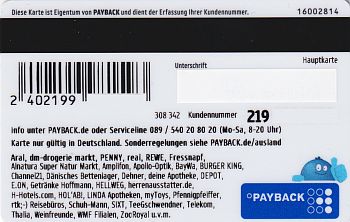 Diese Karte ist Eigentum von PAYBACK und dient der Erfassung Ihrer Kundennummer. 16002814
Hauptkarte
Unterschrift
2 402199
308 342 Kundennummer 219
info unter PAYBACK.de oder Serviceline 089 / 540 20 80 20 (Mo-Sa, 8-20 Uhr)
Karte nur gültig in Deutschland. Sonderregelungen siehe PAYBACK.de/ausland
Aral, dm-drogerie markt, PENNY, real, REWE, Fressnapf,
Alnatura Super Natur Markt, Amplifon, Apollo-Optik, BayWa, BURGER KING,
Channel21, Dänisches Bettenlager, Dehner, deine Apotheke, DEPOT,
E.ON, Getränke Hoffmann, HELLWEG, herrenausstatter.de,
H-Hotels.com, HOL'AB!, LINDA Apotheken, myToys, Pfennigpfeiffer,
rtk;-) Reisebüros, Schuh-Mann, SIXT, TeeGschwendner, Telekom,
Thalia, Weinfreunde, WMF Filialen, ZooRoyal u.v.m.
PAYBACK